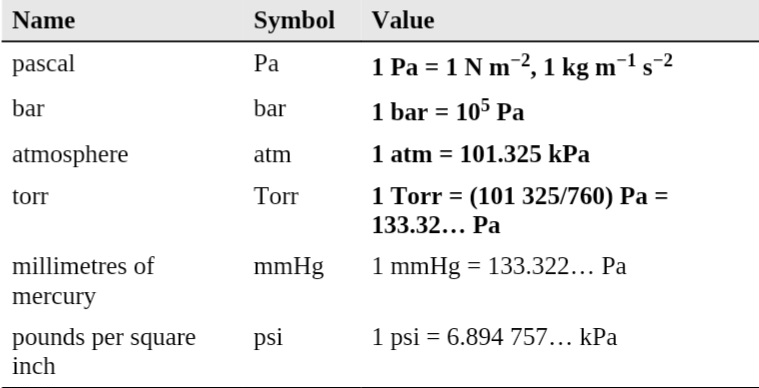 Name Symbol Value
pascal Pa 1 Pa = 1 N m⁻², 1 kg m⁻¹ s⁻²
bar bar 1 bar = 10⁵ Pa
atmosphere atm 1 atm = 101.325 kPa
torr Torr 1 Torr = (101 325/760) Pa =
133.32… Pa
millimetres of mmHg 1 mmHg = 133.322… Pa
mercury
pounds per square psi 1 psi = 6.894 757… kPa
inch